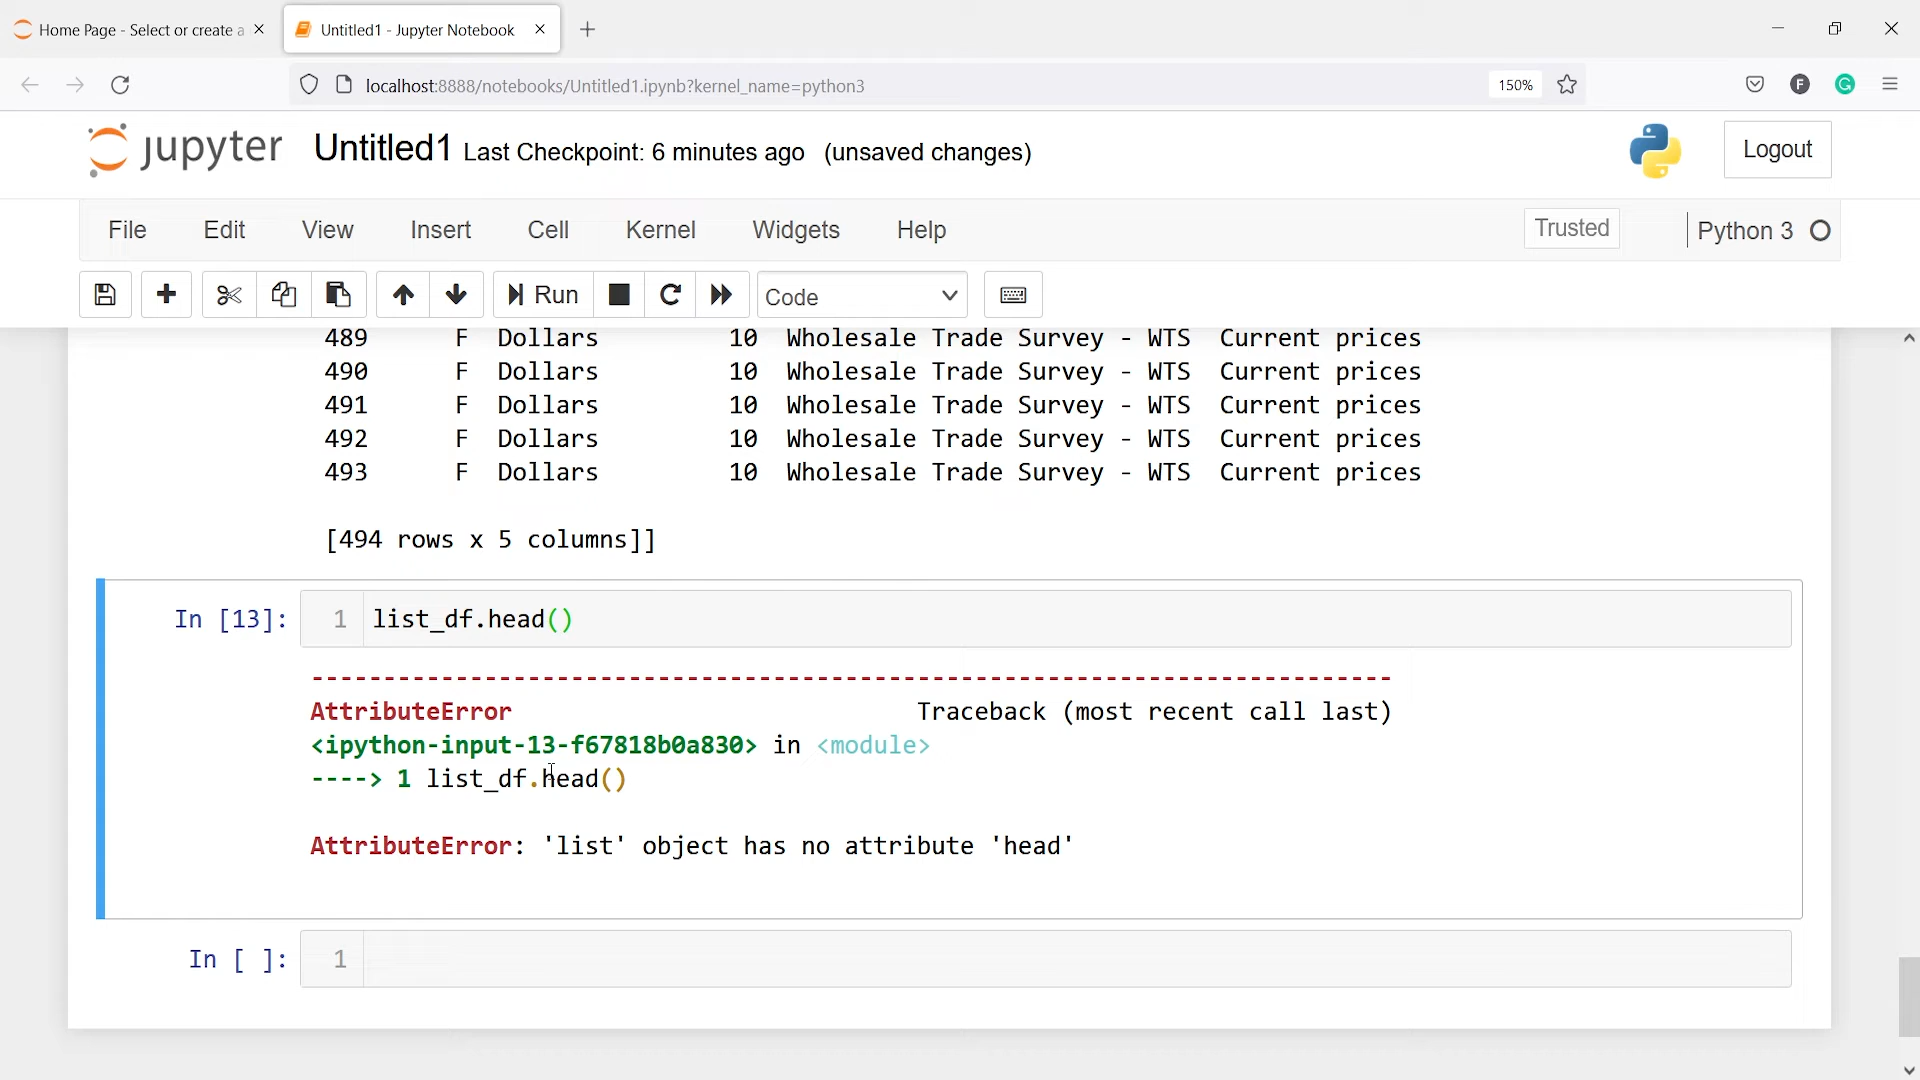 Home Page - Select or create a
Untitled1 - Jupyter Notebook
localhost:8888/notebooks/Untitled1.ipynb?kernel_name=python3
150%
F
G
jupyter Untitled1 Last Checkpoint: 6 minutes ago (unsaved changes)
Logout
File Edit View Insert Cell Kernel Widgets Help
Trusted
Python 3
Run
Code
489 F Dollars 10 Wholesale Trade Survey - WTS Current prices
490 F Dollars 10 Wholesale Trade Survey - WTS Current prices
491 F Dollars 10 Wholesale Trade Survey - WTS Current prices
492 F Dollars 10 Wholesale Trade Survey - WTS Current prices
493 F Dollars 10 Wholesale Trade Survey - WTS Current prices
[494 rows x 5 columns]]
In [13]: 1 list_df.head()
---------------------------------------------------------------------------
AttributeError Traceback (most recent call last)
<ipython-input-13-f67818b0a830> in <module>
----> 1 list_df.head()
AttributeError: 'list' object has no attribute 'head'
In [ ]: 1